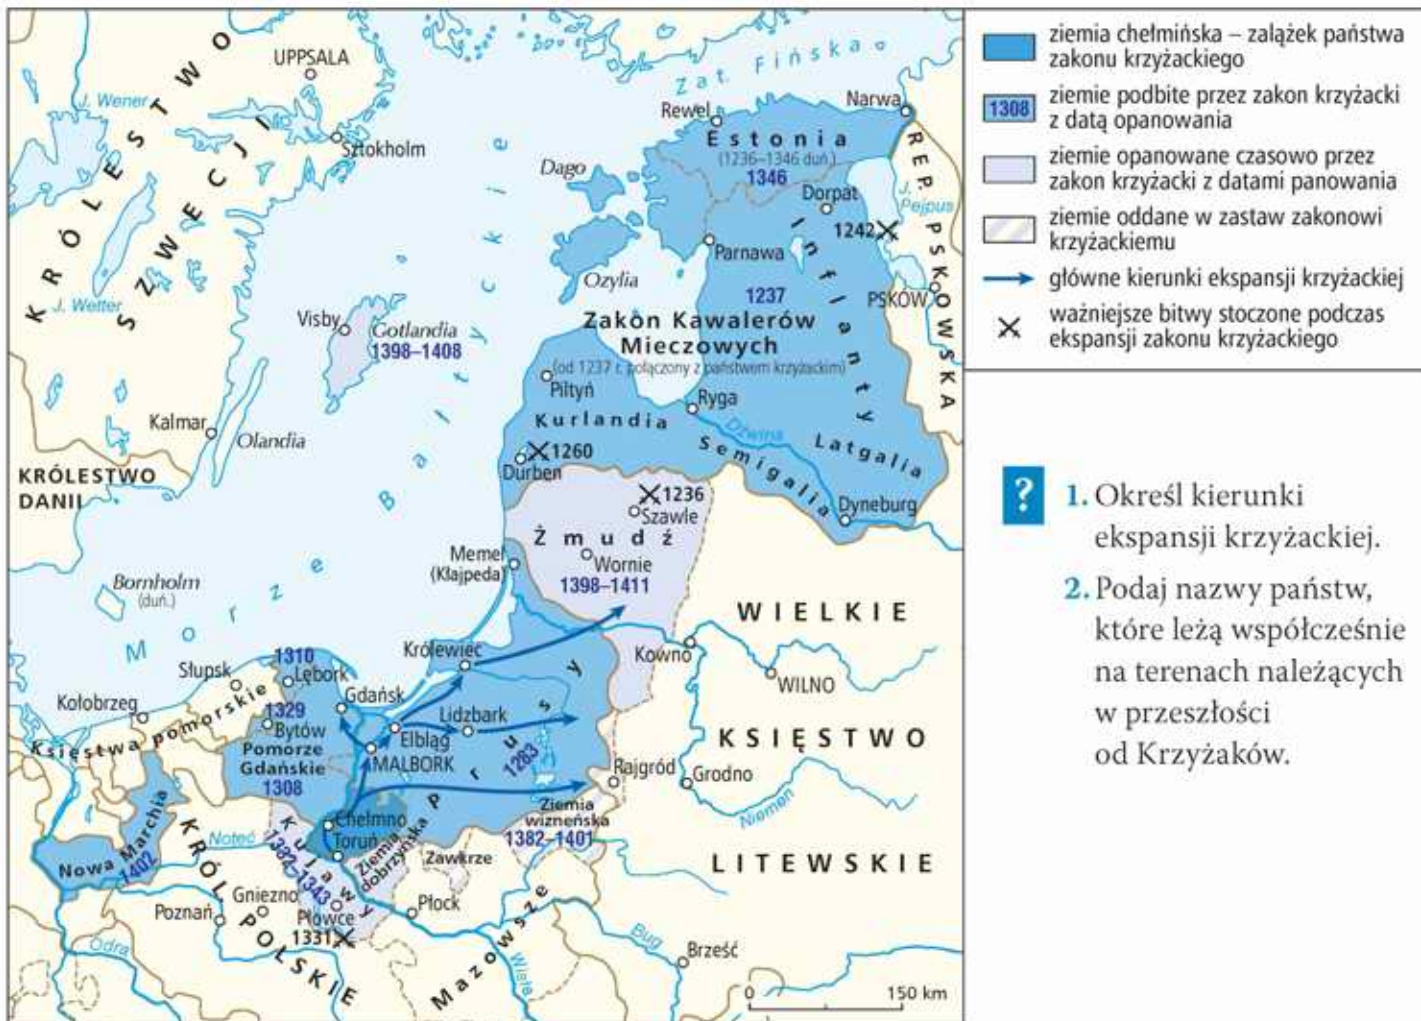 KRÓLESTWO
SZWECJI
UPPSALA
J. Wener
Sztokholm
J. Wetter
Zat. Fińska
Rewel
Narwa
Estonia
(1236–1346 duń.)
1346
Dago
Dorpat
J. Pejpus
REP. PSKOWSKA
1242
Parnawa
Ozylia
PSKÓW
Inflanty
1237
Visby
Gotlandia
1398–1408
Zakon Kawalerów
Mieczowych
(od 1237 r. połączony z państwem krzyżackim)
Piltyń
Ryga
Kalmar
Olandia
Kurlandia
Dźwina
Latgalia
Semigalia
KRÓLESTWO
DANII
1260
Durben
1236
Szawle
Dyneburg
Żmudź
Memel
(Kłajpeda)
Wornie
1398–1411
Bornholm
(duń.)
Morze Bałtyckie
WIELKIE
KSIĘSTWO
LITEWSKIE
Królewiec
Kowno
WILNO
1310
Słupsk
Lębork
Gdańsk
Kołobrzeg
1329
Bytów
Lidzbark
Elbląg
Księstwa pomorskie
Pomorze
Gdańskie
1308
MALBORK
Prusy
1283
Rajgród
Grodno
Niemen
Chełmno
Toruń
Ziemia
wizneńska
1382–1401
Noteć
Nowa Marchia
1402
Kujawy
1332–1343
Ziemia
dobrzyńska
Zawkrze
KRÓL. POLSKIE
Gniezno
Poznań
Płowce
1331
Płock
Mazowsze
Bug
Brześć
Odra
Wisła
0
150 km
ziemia chełmińska – zalążek państwa
zakonu krzyżackiego
1308
ziemie podbite przez zakon krzyżacki
z datą opanowania
ziemie opanowane czasowo przez
zakon krzyżacki z datami panowania
ziemie oddane w zastaw zakonowi
krzyżackiemu
główne kierunki ekspansji krzyżackiej
ważniejsze bitwy stoczone podczas
ekspansji zakonu krzyżackiego
?
1. Określ kierunki
ekspansji krzyżackiej.
2. Podaj nazwy państw,
które leżą współcześnie
na terenach należących
w przeszłości
od Krzyżaków.